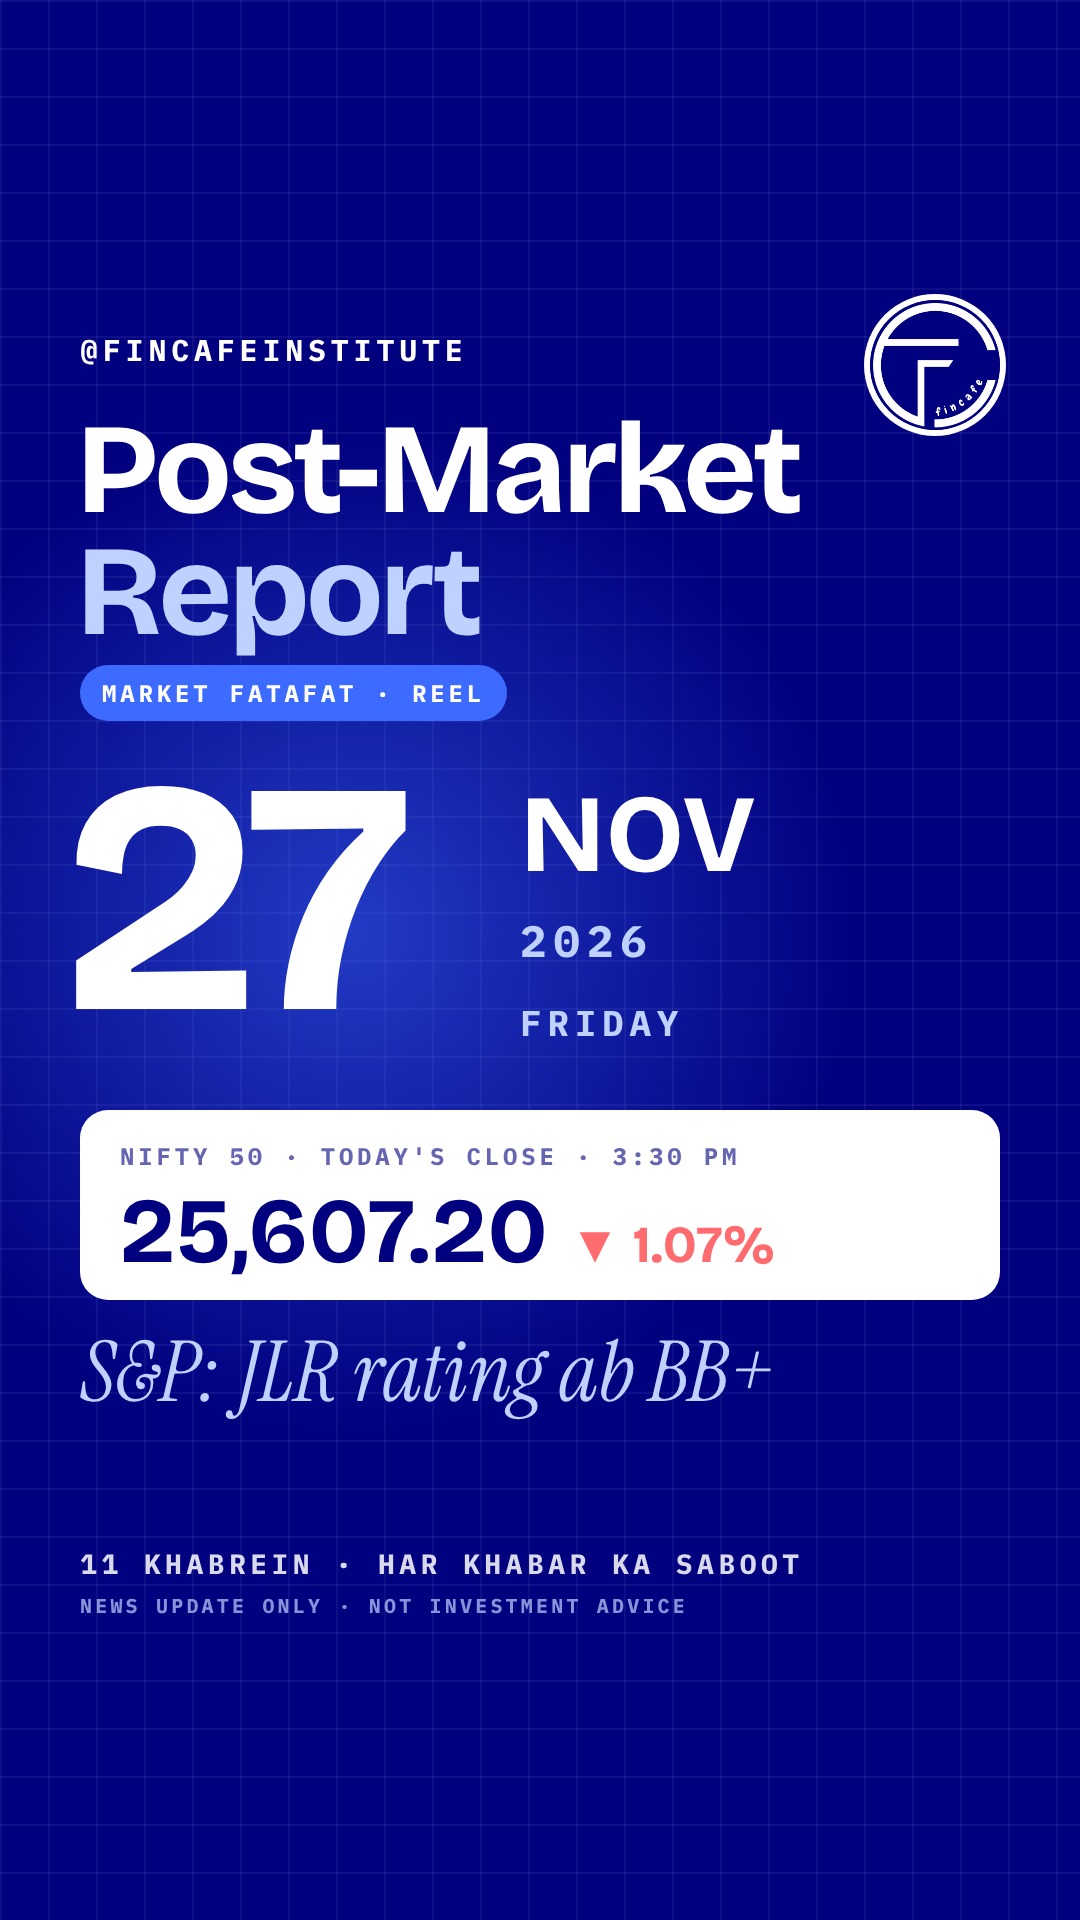 @FINCAFEINSTITUTE
fincafe
Post-Market
Report
MARKET FATAFAT · REEL
27
NOV
2026
FRIDAY
NIFTY 50 · TODAY'S CLOSE · 3:30 PM
25,607.20 ▼ 1.07%
S&P: JLR rating ab BB+
11 KHABREIN · HAR KHABAR KA SABOOT
NEWS UPDATE ONLY · NOT INVESTMENT ADVICE